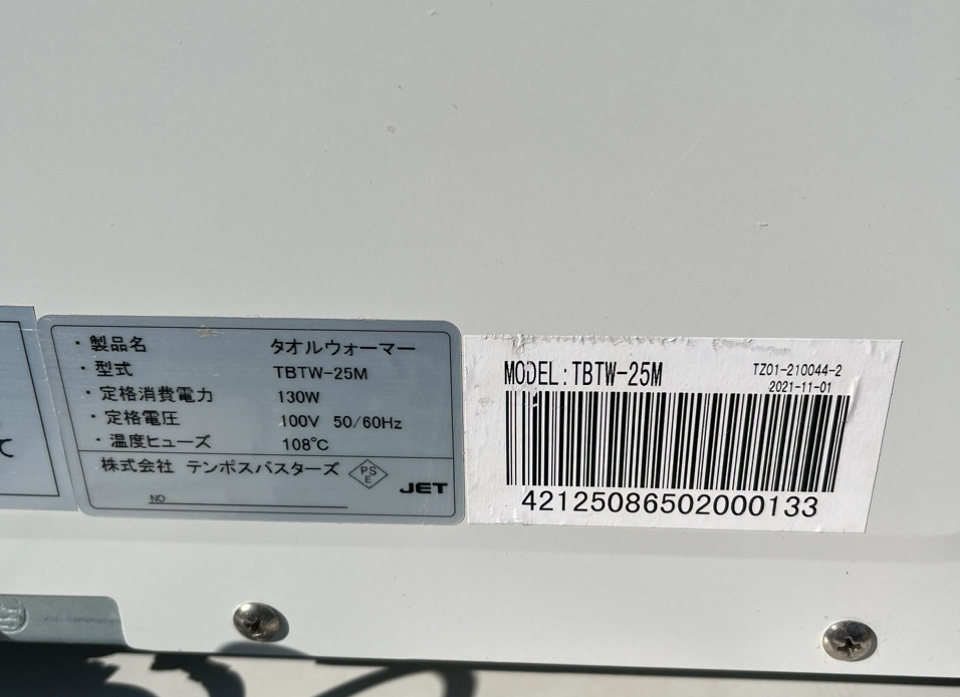 て
・製品名 タオルウォーマー
・型式 TBTW-25M
・定格消費電力 130W
・定格電圧 100V 50/60Hz
・温度ヒューズ 108℃
株式会社 テンポスバスターズ PSE JET
NO
MODEL:TBTW-25M
TZ01-210044-2
2021-11-01
42125086502000133